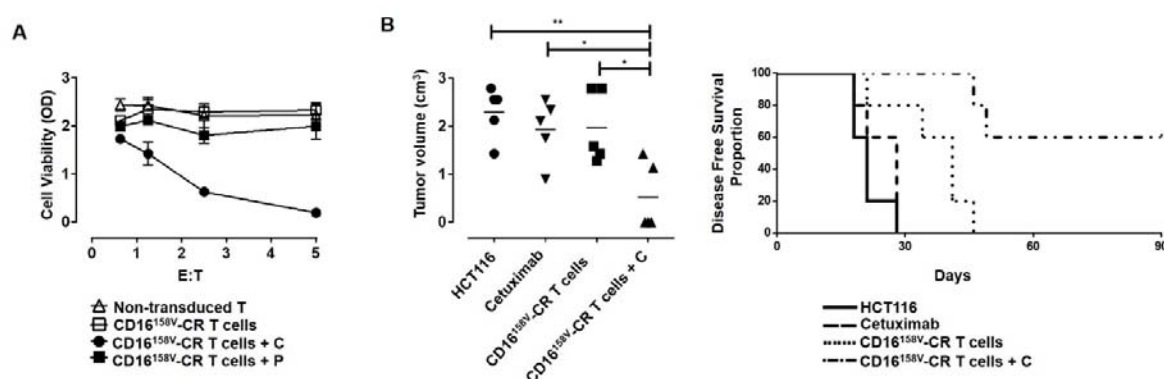 A
Cell Viability (OD)
3
2
1
0
0 1 2 3 4 5
E:T
Non-transduced T
CD16¹⁵⁸ⱽ-CR T cells
CD16¹⁵⁸ⱽ-CR T cells + C
CD16¹⁵⁸ⱽ-CR T cells + P
B
**
*
*
Tumor volume (cm³)
3
2
1
0
HCT116
Cetuximab
CD16¹⁵⁸ⱽ-CR T cells
CD16¹⁵⁸ⱽ-CR T cells + C
Disease Free Survival
Proportion
100
80
60
40
20
0
0 30 60 90
Days
HCT116
Cetuximab
CD16¹⁵⁸ⱽ-CR T cells
CD16¹⁵⁸ⱽ-CR T cells + C